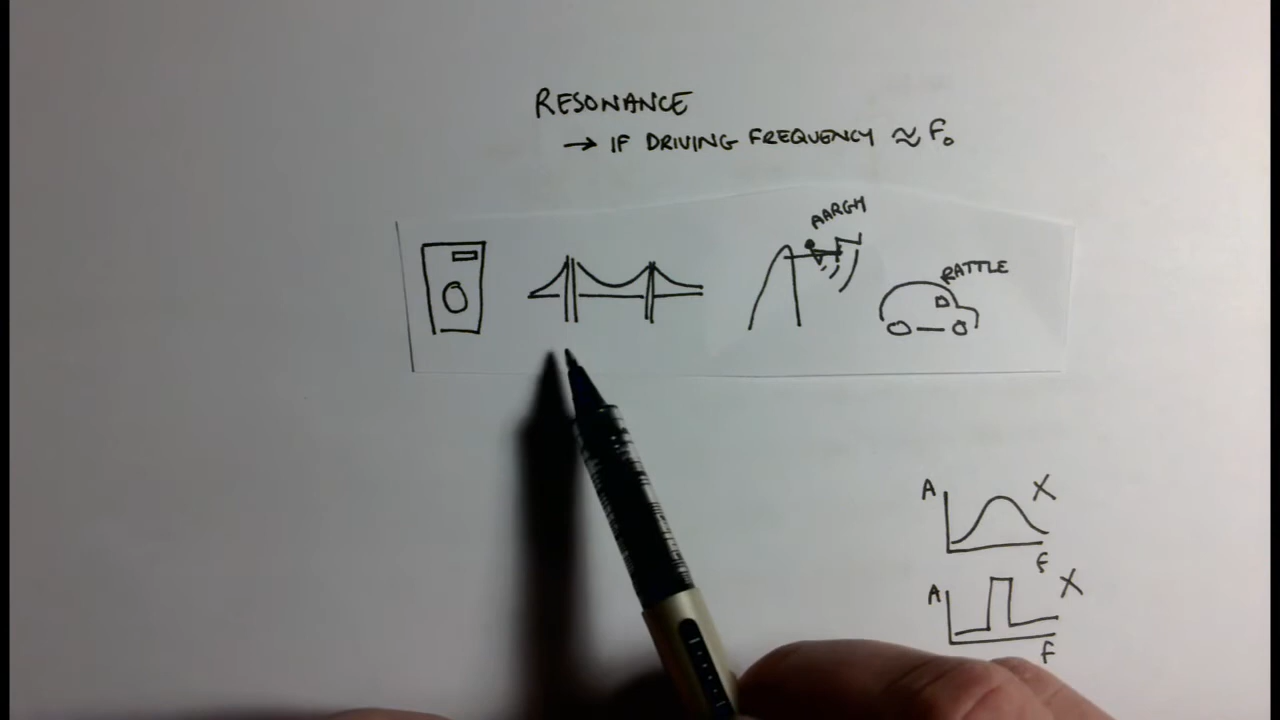 RESONANCE
→ IF DRIVING FREQUENCY ≈ F₀
AARGH
RATTLE
A X
F
A X
F